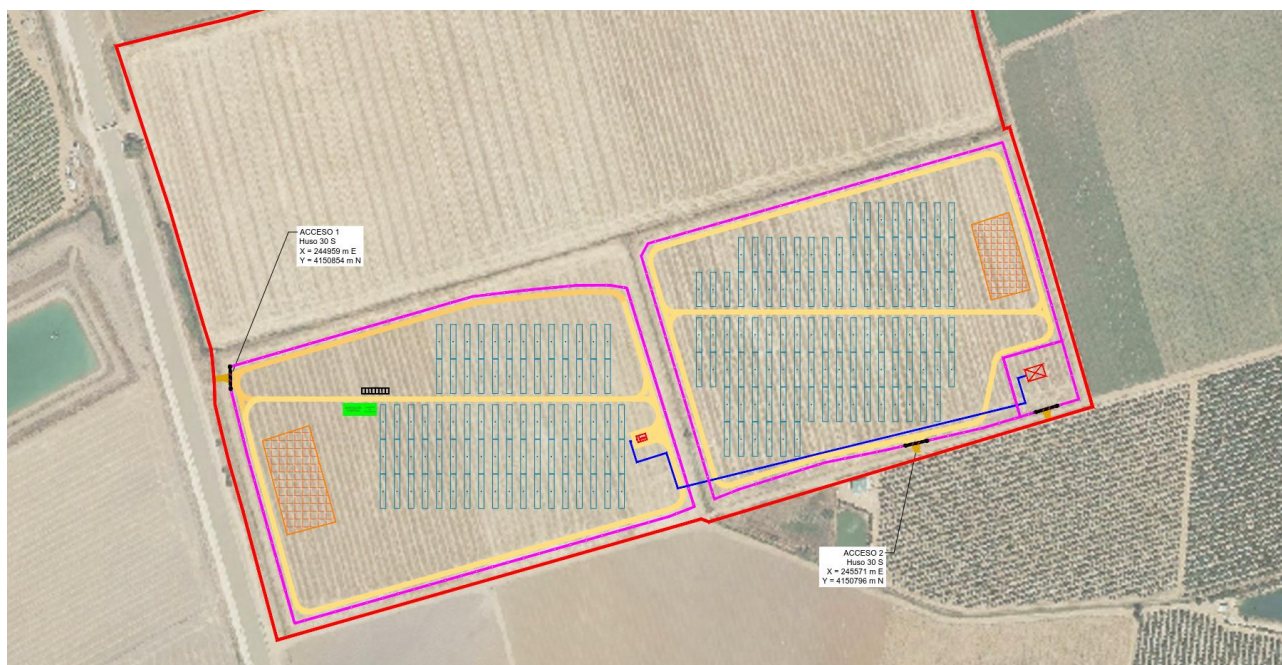 ACCESO 1
Huso 30 S
X = 244959 m E
Y = 4150854 m N
ACCESO 2
Huso 30 S
X = 245571 m E
Y = 4150796 m N